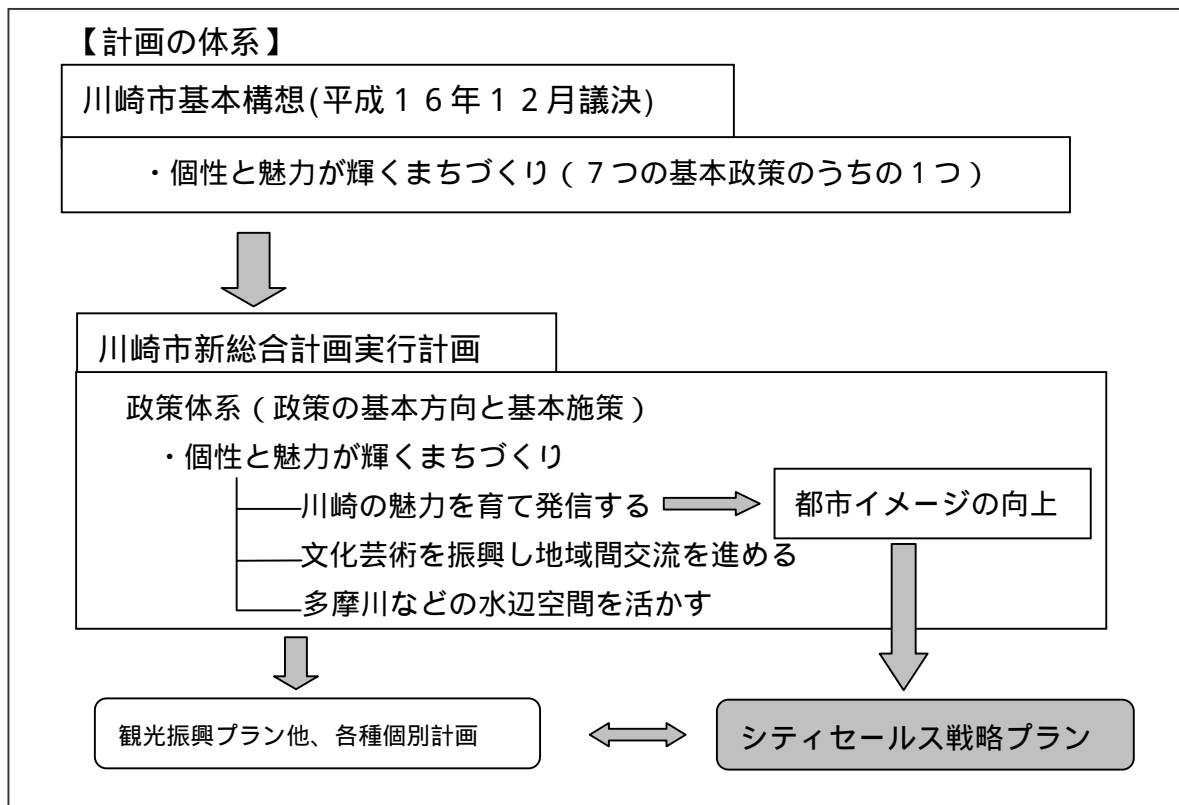 【計画の体系】
川崎市基本構想(平成１６年１２月議決)
・個性と魅力が輝くまちづくり（７つの基本政策のうちの１つ）
川崎市新総合計画実行計画
政策体系（政策の基本方向と基本施策）
・個性と魅力が輝くまちづくり
川崎の魅力を育て発信する
都市イメージの向上
文化芸術を振興し地域間交流を進める
多摩川などの水辺空間を活かす
観光振興プラン他、各種個別計画
シティセールス戦略プラン